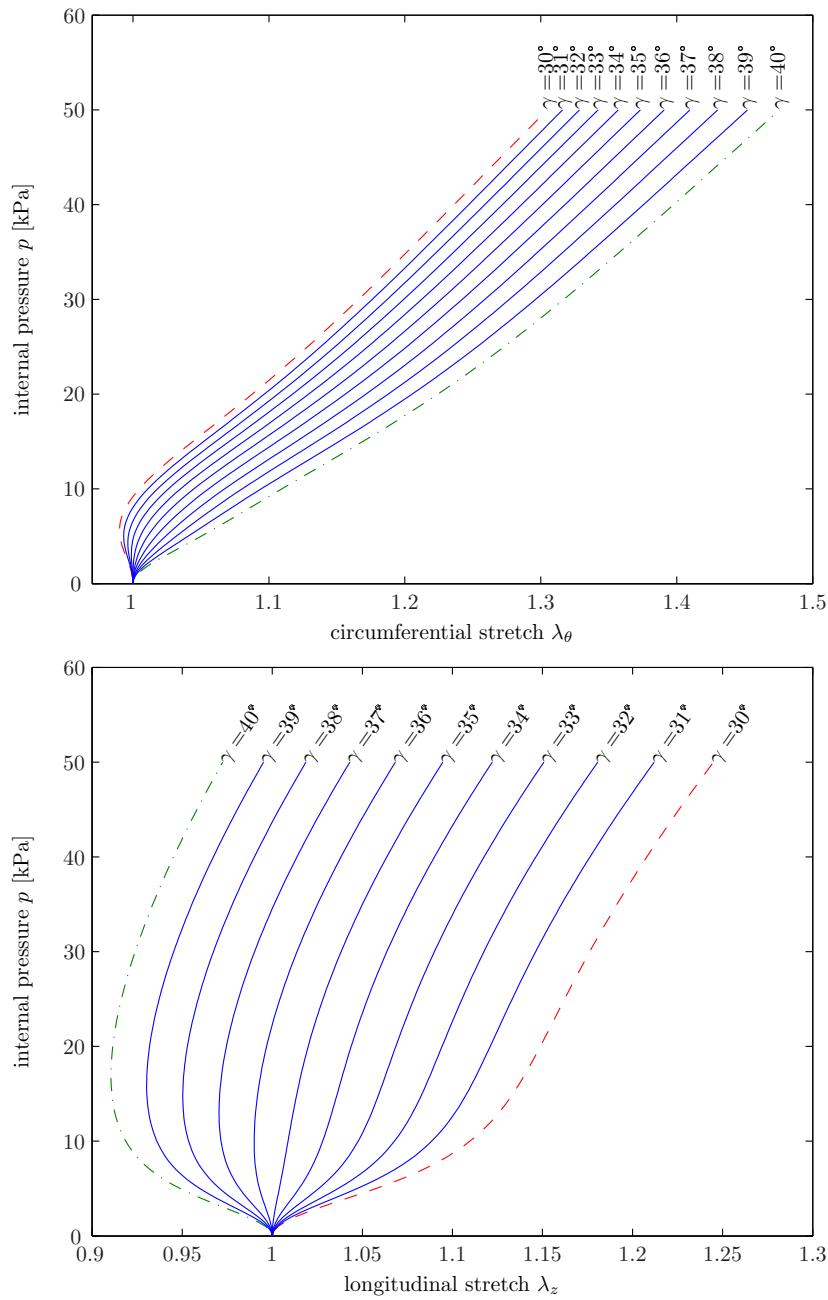 60
50
40
30
20
10
0
internal pressure p [kPa]
γ =30°
γ =31°
γ =32°
γ =33°
γ =34°
γ =35°
γ =36°
γ =37°
γ =38°
γ =39°
γ =40°
1 1.1 1.2 1.3 1.4 1.5
circumferential stretch λθ
60
50
40
30
20
10
0
internal pressure p [kPa]
γ =40°
γ =39°
γ =38°
γ =37°
γ =36°
γ =35°
γ =34°
γ =33°
γ =32°
γ =31°
γ =30°
0.9 0.95 1 1.05 1.1 1.15 1.2 1.25 1.3
longitudinal stretch λz